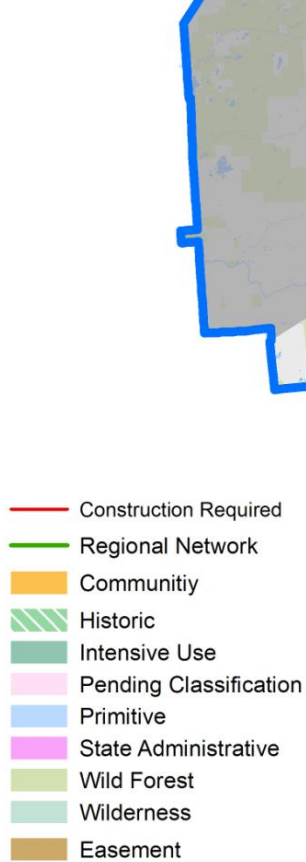 Construction Required
Regional Network
Communitiy
Historic
Intensive Use
Pending Classification
Primitive
State Administrative
Wild Forest
Wilderness
Easement